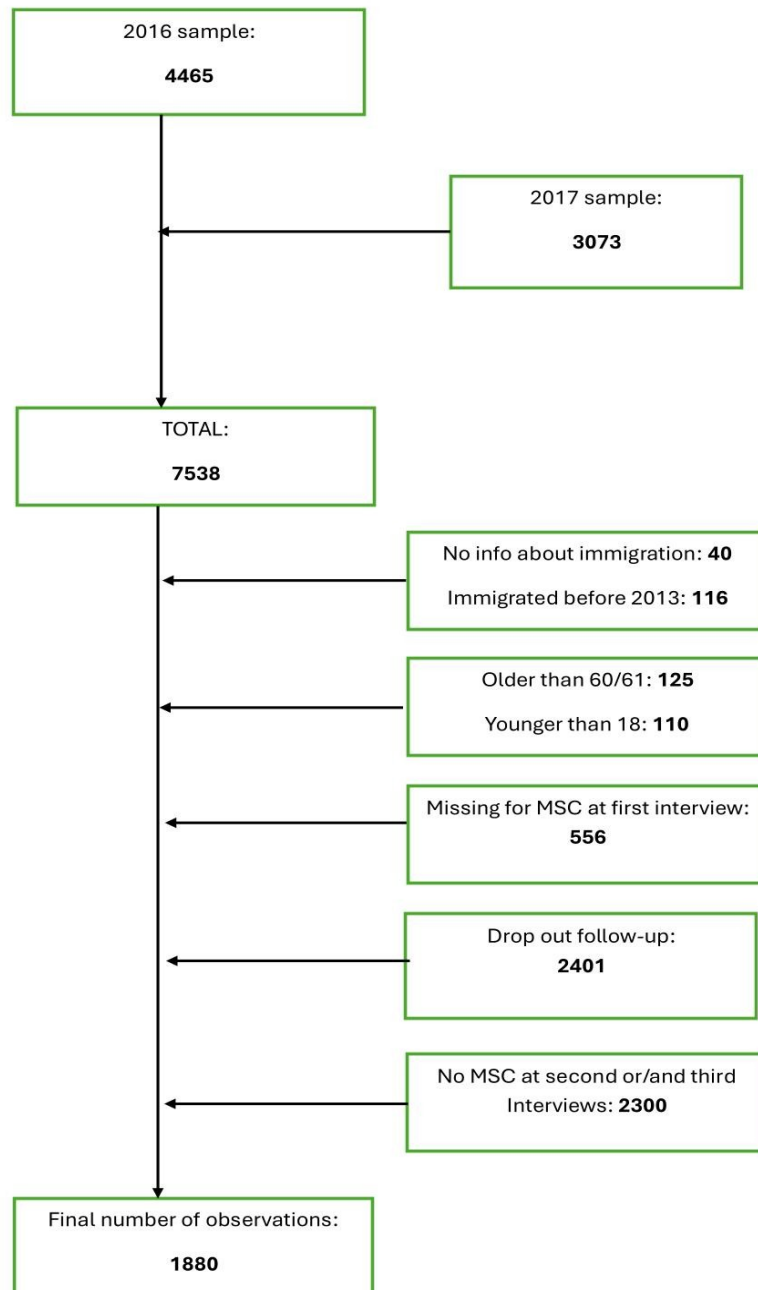 2016 sample:
4465
2017 sample:
3073
TOTAL:
7538
No info about immigration: 40
Immigrated before 2013: 116
Older than 60/61: 125
Younger than 18: 110
Missing for MSC at first interview:
556
Drop out follow-up:
2401
No MSC at second or/and third
Interviews: 2300
Final number of observations:
1880